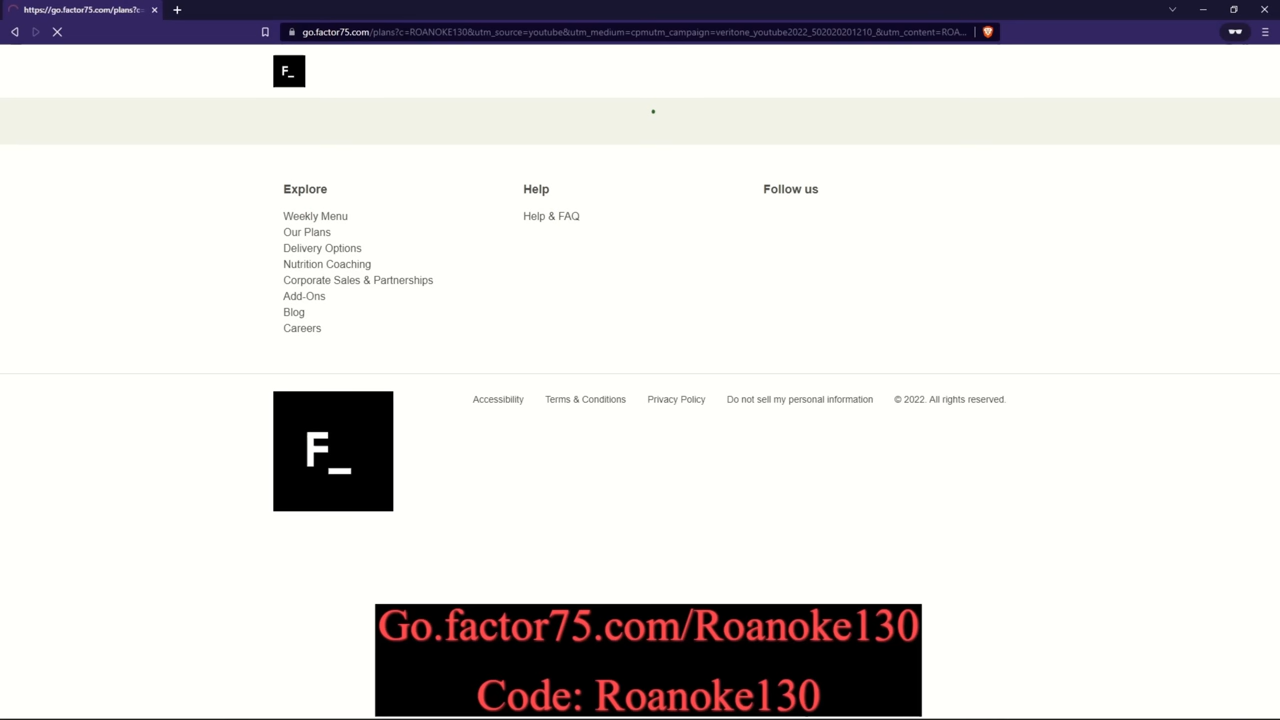 https://go.factor75.com/plans?c=
go.factor75.com/plans?c=ROANOKE130&utm_source=youtube&utm_medium=cpmutm_campaign=veritone_youtube2022_502020201210_&utm_content=ROA...
F_
Explore
Help
Follow us
Weekly Menu
Help & FAQ
Our Plans
Delivery Options
Nutrition Coaching
Corporate Sales & Partnerships
Add-Ons
Blog
Careers
F_
Accessibility
Terms & Conditions
Privacy Policy
Do not sell my personal information
© 2022. All rights reserved.
Go.factor75.com/Roanoke130
Code: Roanoke130